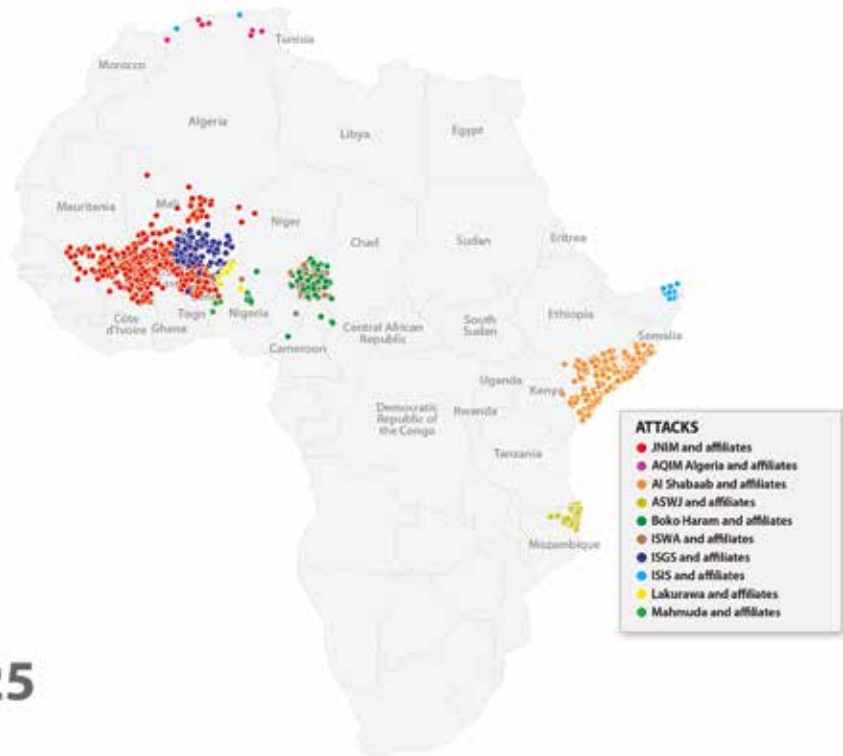 Tunisia
Morocco
Algeria
Libya
Egypt
Mauritania
Mali
Niger
Chad
Sudan
Eritrea
Togo
Nigeria
Côte
d'Ivoire
Ghana
Cameroon
Central African
Republic
South
Sudan
Ethiopia
Somalia
Uganda
Kenya
Democratic
Republic of
the Congo
Rwanda
Tanzania
Mozambique
ATTACKS
JNIM and affiliates
AQIM Algeria and affiliates
Al Shabaab and affiliates
ASWJ and affiliates
Boko Haram and affiliates
ISWA and affiliates
ISGS and affiliates
ISIS and affiliates
Lakurawa and affiliates
Mahmuda and affiliates
25